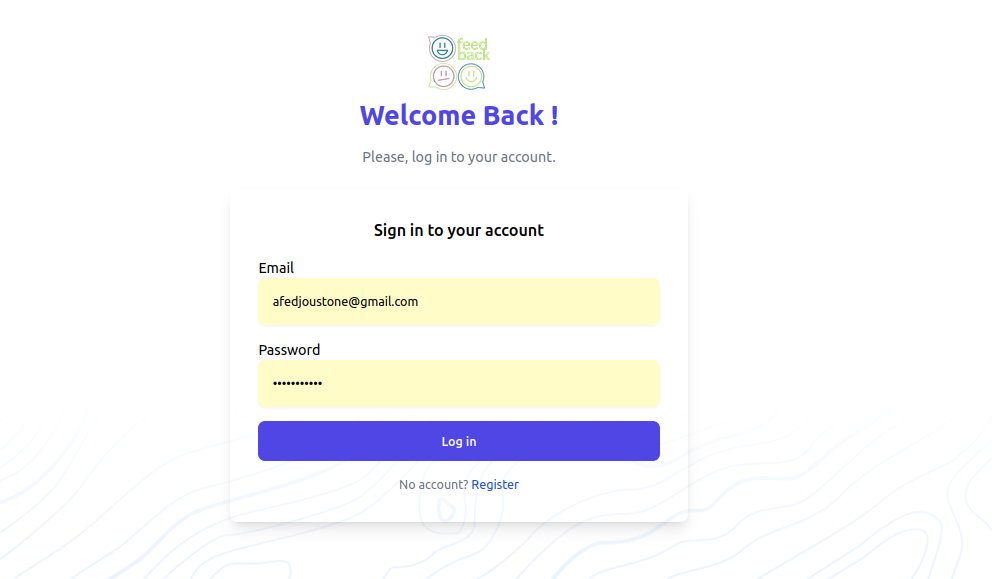 feed
back
Welcome Back !
Please, log in to your account.
Sign in to your account
Email
afedjoustone@gmail.com
Password
•••••••••••
Log in
No account? Register